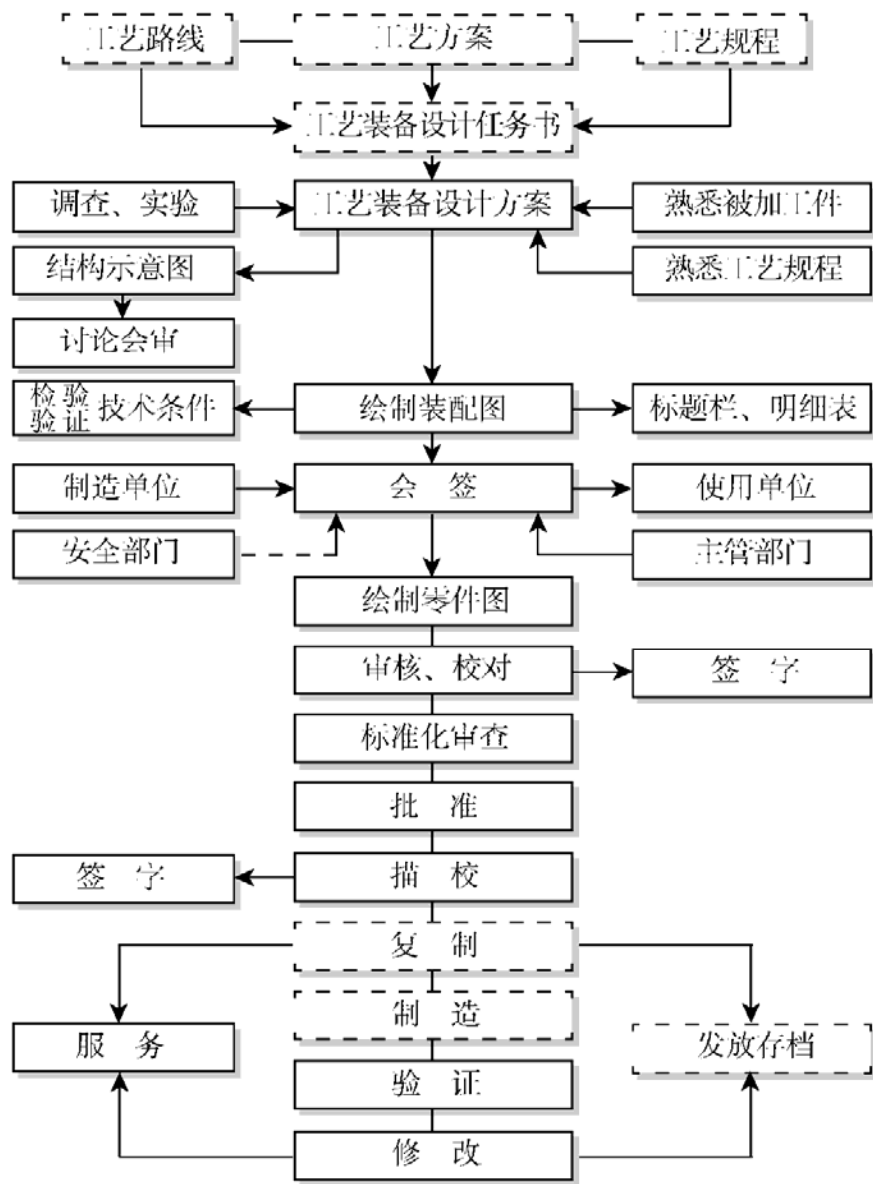 工艺路线
工艺方案
工艺规程
工艺装备设计任务书
调查、实验
工艺装备设计方案
熟悉被加工件
结构示意图
熟悉工艺规程
讨论会审
检验
验证
技术条件
绘制装配图
标题栏、明细表
制造单位
会 签
使用单位
安全部门
主管部门
绘制零件图
审核、校对
签 字
标准化审查
批 准
签 字
描 校
复 制
制 造
服 务
发放存档
验 证
修 改